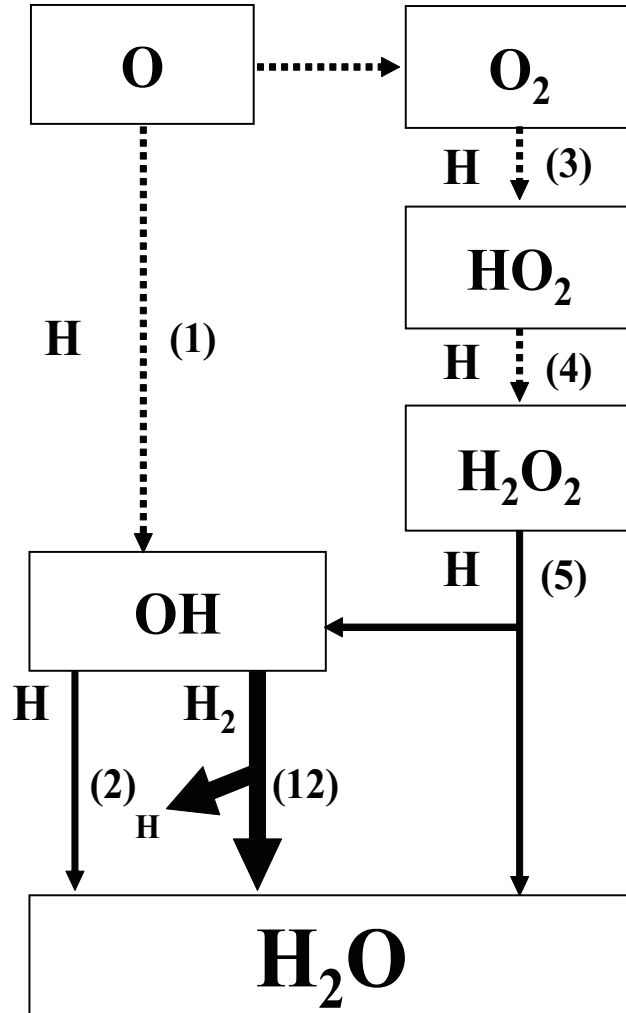 O
O₂
H
(3)
HO₂
H
(1)
H
(4)
H₂O₂
H
(5)
OH
H
H₂
(2)
H
(12)
H₂O